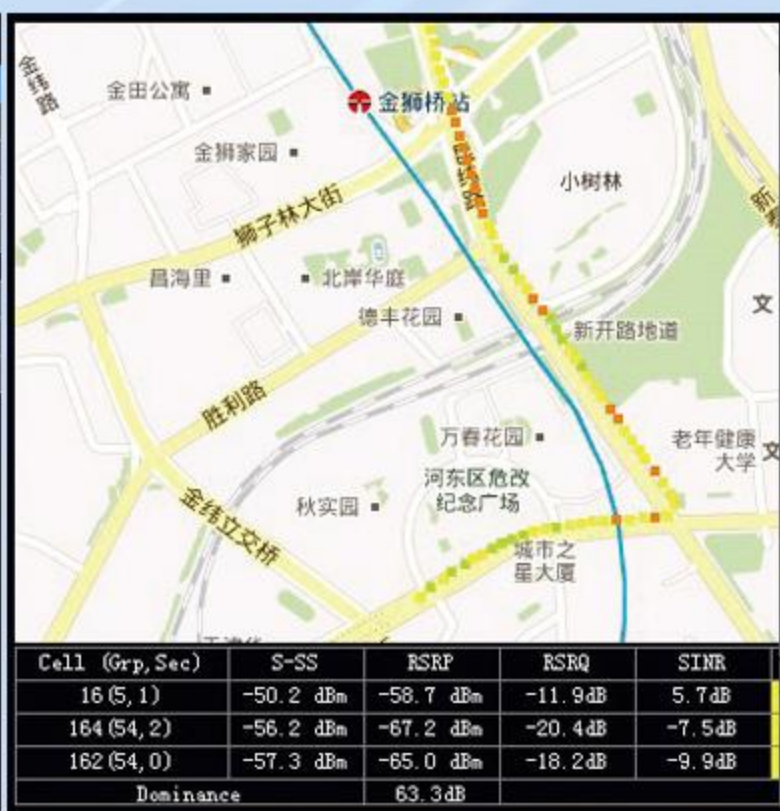 金纬路
金田公寓
金狮桥站
金狮家园
纬路
小树林
新
狮子林大街
昌海里
北岸华庭
文
德丰花园
新开路地道
胜利路
万春花园
老年健康
大学
文
河东区危改
纪念广场
秋实园
金纬立交桥
城市之
星大厦
Cell (Grp,Sec) S-SS RSRP RSRQ SINR
16(5,1) -50.2 dBm -58.7 dBm -11.9dB 5.7dB
164(54,2) -56.2 dBm -67.2 dBm -20.4dB -7.5dB
162(54,0) -57.3 dBm -65.0 dBm -18.2dB -9.9dB
Dominance 63.3dB